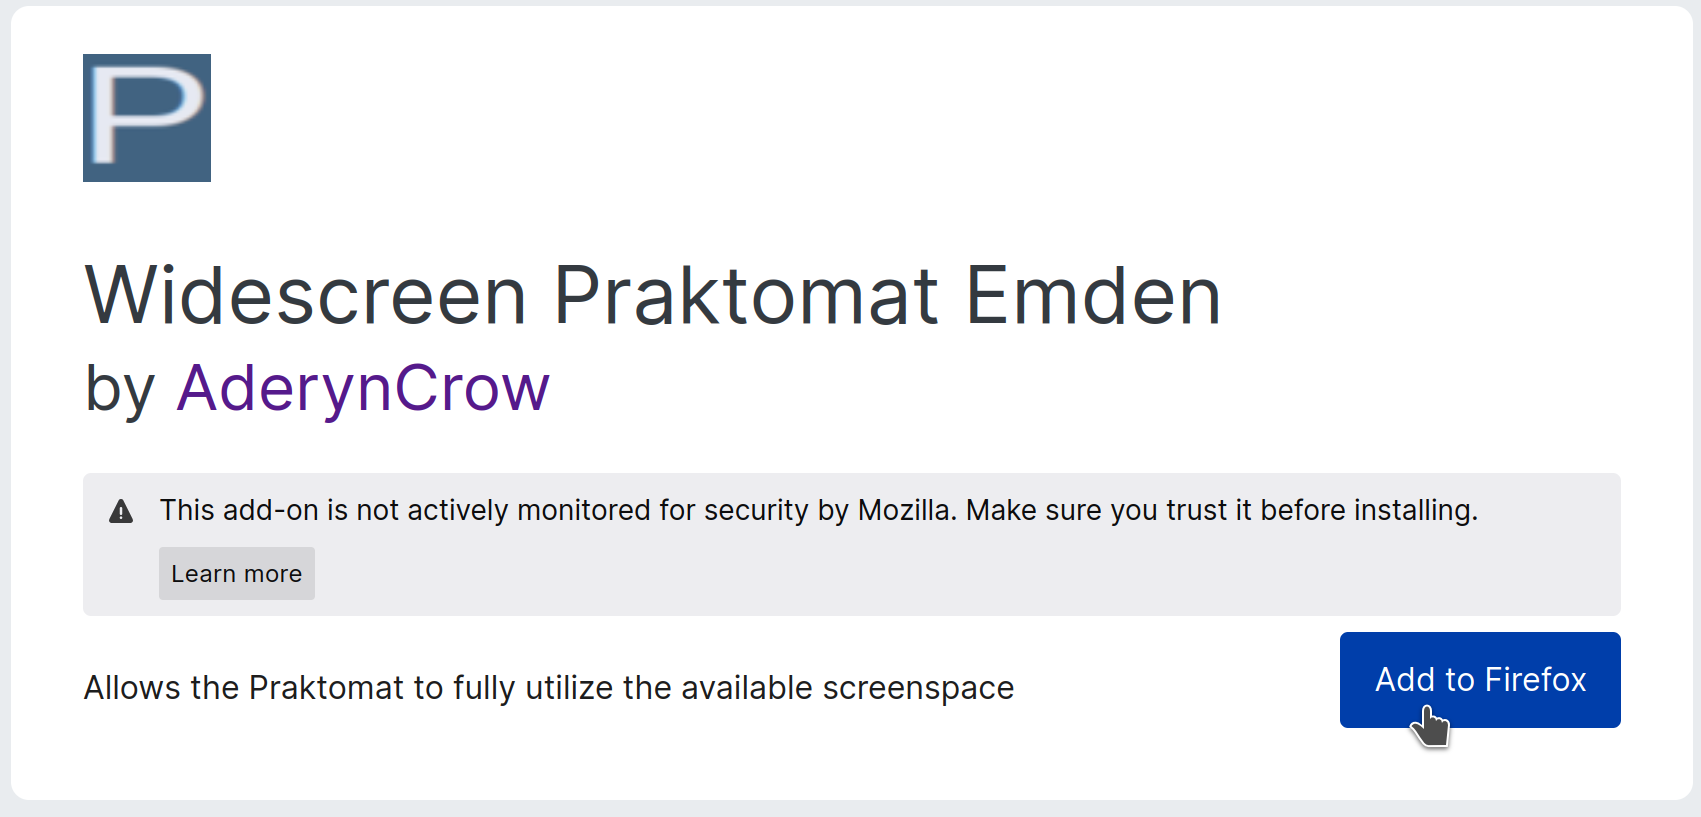 P
Widescreen Praktomat Emden
by AderynCrow
This add-on is not actively monitored for security by Mozilla. Make sure you trust it before installing.
Learn more
Allows the Praktomat to fully utilize the available screenspace
Add to Firefox